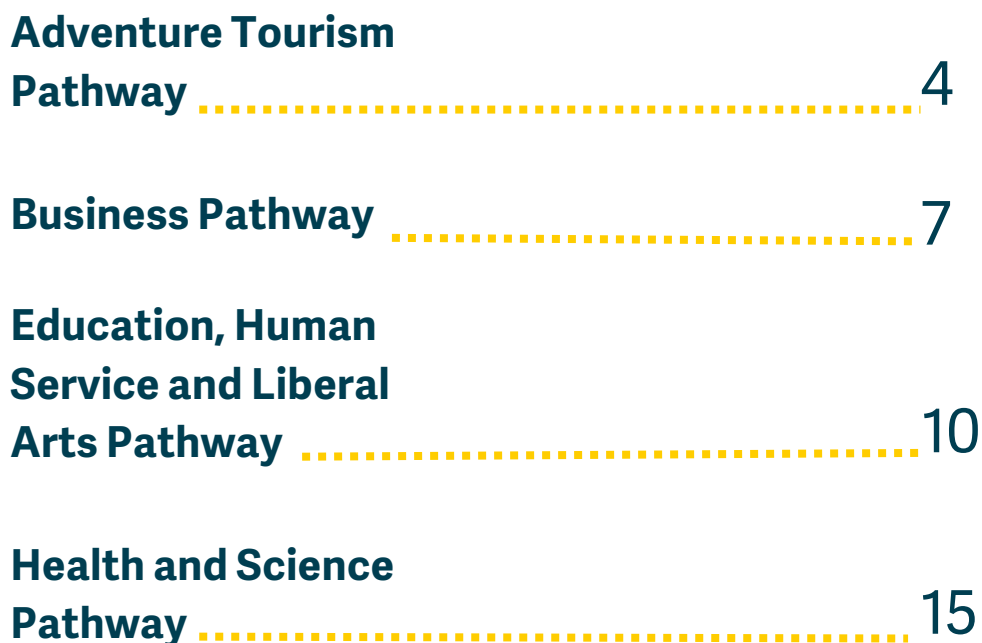 Adventure Tourism
Pathway 4
Business Pathway 7
Education, Human
Service and Liberal
Arts Pathway 10
Health and Science
Pathway 15